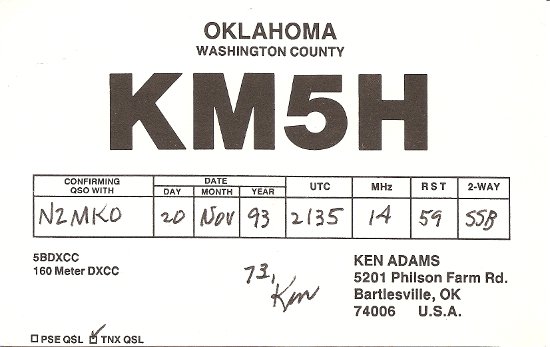 OKLAHOMA
WASHINGTON COUNTY
KM5H
CONFIRMING QSO WITH DATE DAY MONTH YEAR UTC MHz RST 2-WAY
N2MKO 20 Nov 93 2135 14 59 SSB
5BDXCC
160 Meter DXCC
73,
Ken
KEN ADAMS
5201 Philson Farm Rd.
Bartlesville, OK
74006 U.S.A.
☐ PSE QSL ☑ TNX QSL